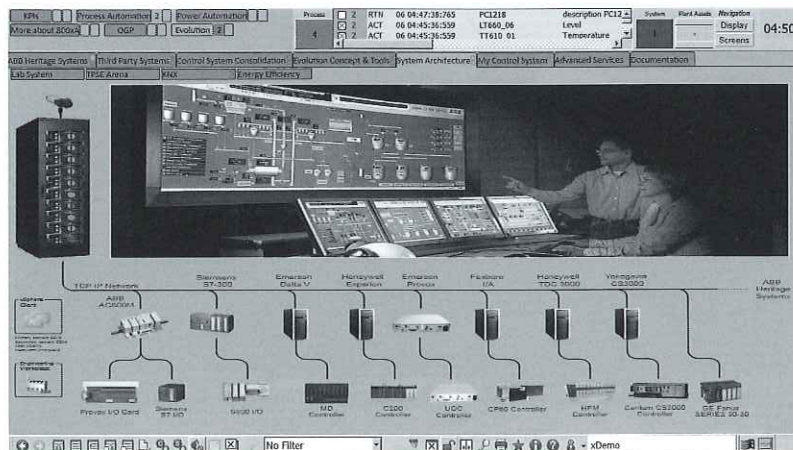 KPN Process Automation 2 Power Automation
More about 800xA OGP Evolution 2
Process
4
2 RTN 06 04:47:38:765 PC1218 description PC12
2 ACT 06 04:45:36:559 LT660_06 Level
2 ACT 06 04:45:36:559 TT610_01 Temperature
System
1
Plant Assets
-
Navigation
Display
Screens
04:50
ABB Heritage Systems Third Party Systems Control System Consolidation Evolution Concept & Tools System Architecture My Control System Advanced Services Documentation
Lab System TPSE Arena KNX Energy Efficiency
TCP IP Network
ABB
AC800M
Siemens
S7-300
Emerson
Delta V
Honeywell
Experion
Emerson
Provox
Foxboro
I/A
Honeywell
TDC 3000
Yokogawa
CS3000
ABB
Heritage
Systems
Client
Engineering
Workplace
Provox I/O Card
Siemens
S7 I/O
S800 I/O
MD
Controller
C200
Controller
UOC
Controller
CP60 Controller
HPM
Controller
Centum CS3000
Controller
GE Fanuc
SERIES 90-30
No Filter
xDemo